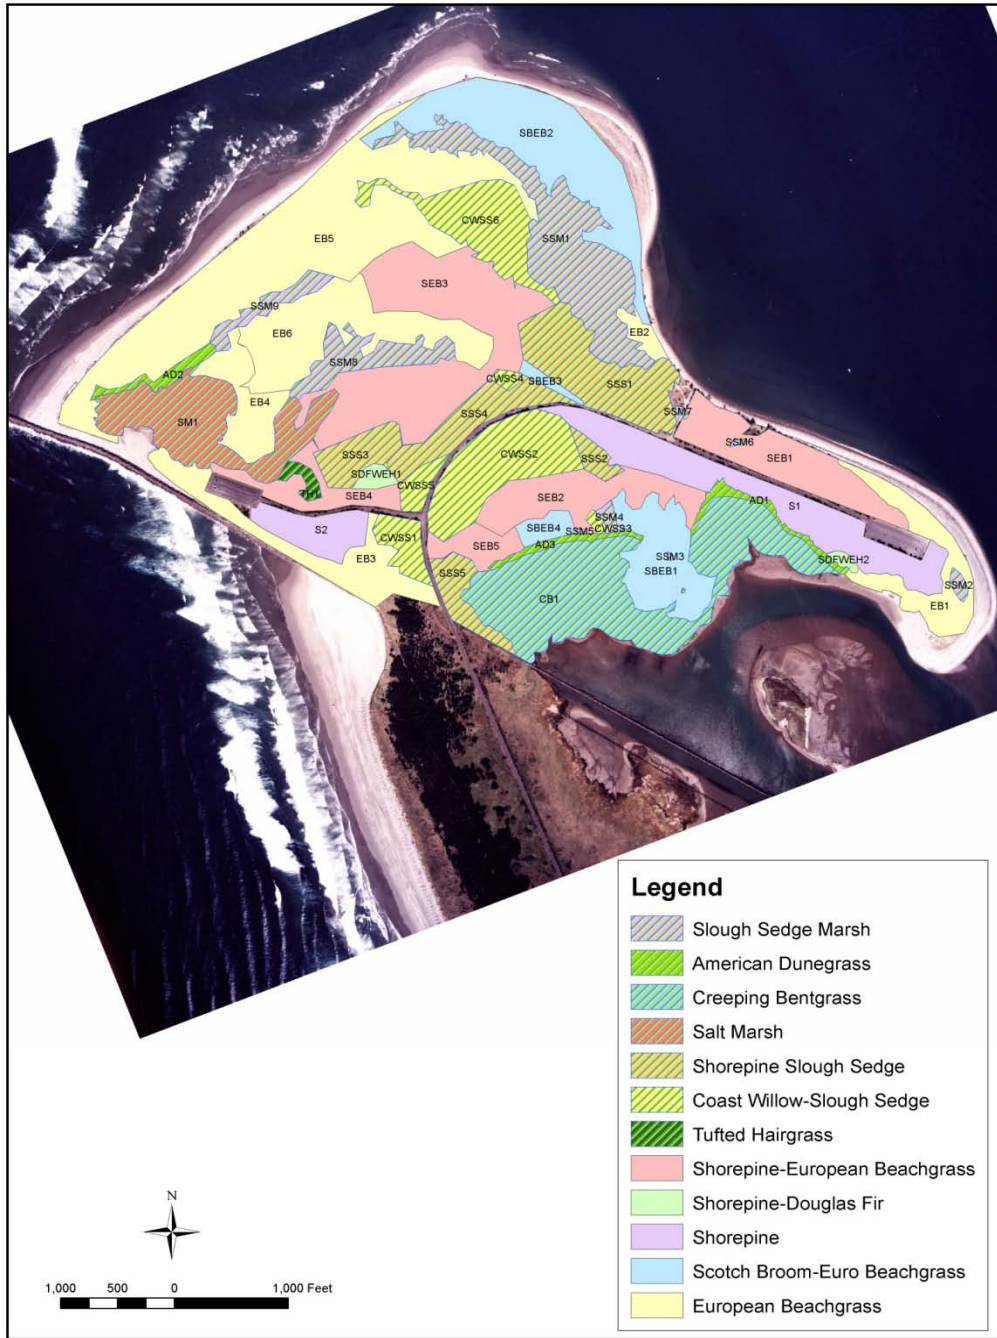 SBEB2
CWSS6
EB5
SSM1
SEB3
SSM9
EB2
EB6
SSM8
AD2
CWSS4
SBEB3
SSS1
EB4
SSM7
SM1
SSS4
SSM6
SEB1
SSS3
CWSS2
SSS2
SDFWEH1
CWSS5
TH1
SEB4
SEB2
AD1
S1
SSM4
S2
SBEB4
SSM5
CWSS3
CWSS1
SEB5
AD3
SSM3
EB3
SDFWEH2
SSS5
SBEB1
SSM2
CB1
EB1
Legend
Slough Sedge Marsh
American Dunegrass
Creeping Bentgrass
Salt Marsh
Shorepine Slough Sedge
Coast Willow-Slough Sedge
Tufted Hairgrass
Shorepine-European Beachgrass
Shorepine-Douglas Fir
Shorepine
Scotch Broom-Euro Beachgrass
European Beachgrass
N
1,000 500 0 1,000 Feet